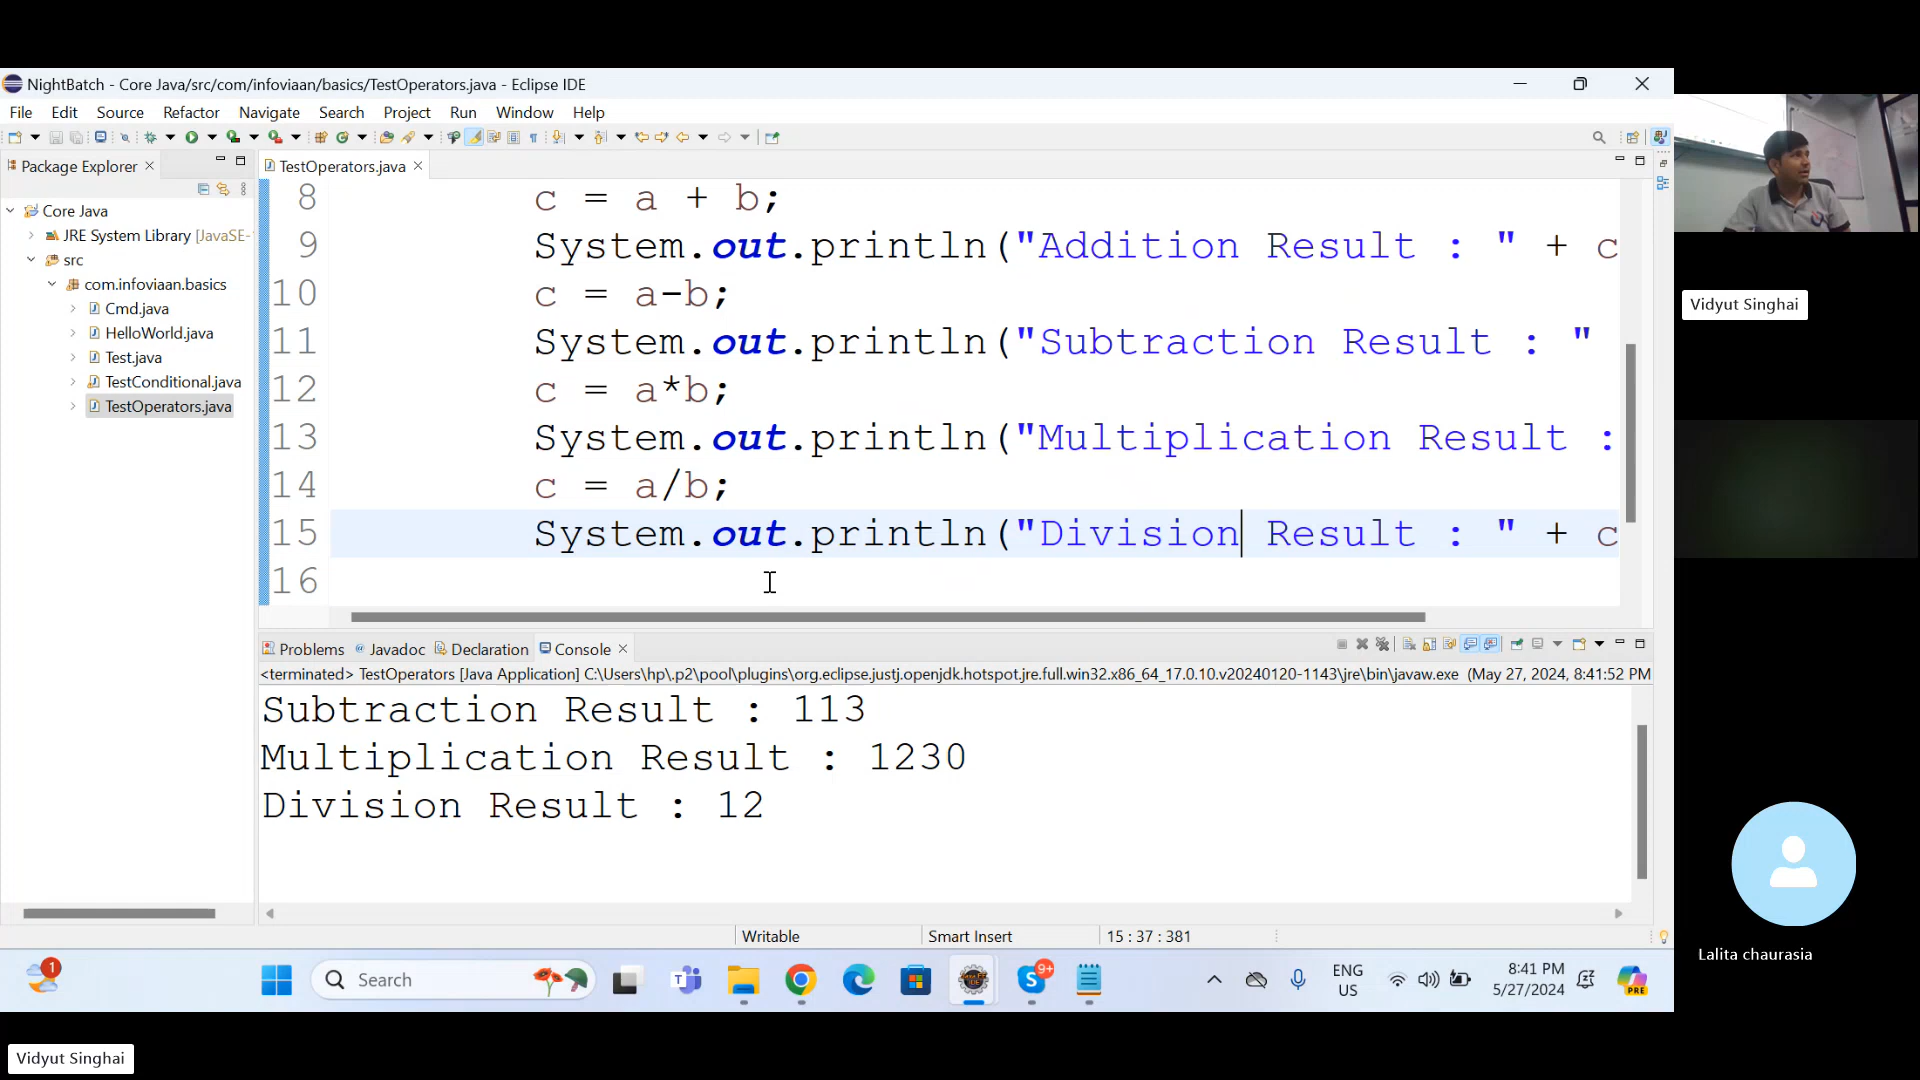 NightBatch - Core Java/src/com/infoviaan/basics/TestOperators.java - Eclipse IDE
File Edit Source Refactor Navigate Search Project Run Window Help
Package Explorer
TestOperators.java
Core Java
JRE System Library [JavaSE-
src
com.infoviaan.basics
Cmd.java
HelloWorld.java
Test.java
TestConditional.java
TestOperators.java
8 c = a + b;
9 System.out.println("Addition Result : " + c
10 c = a-b;
11 System.out.println("Subtraction Result : "
12 c = a*b;
13 System.out.println("Multiplication Result :
14 c = a/b;
15 System.out.println("Division Result : " + c
16
Problems Javadoc Declaration Console
<terminated> TestOperators [Java Application] C:\Users\hp\.p2\pool\plugins\org.eclipse.justj.openjdk.hotspot.jre.full.win32.x86_64_17.0.10.v20240120-1143\jre\bin\javaw.exe (May 27, 2024, 8:41:52 PM
Subtraction Result : 113
Multiplication Result : 1230
Division Result : 12
Writable Smart Insert 15 : 37 : 381
1
Search
9+
ENG
US
8:41 PM
5/27/2024
PRE
Vidyut Singhai
Lalita chaurasia
Vidyut Singhai